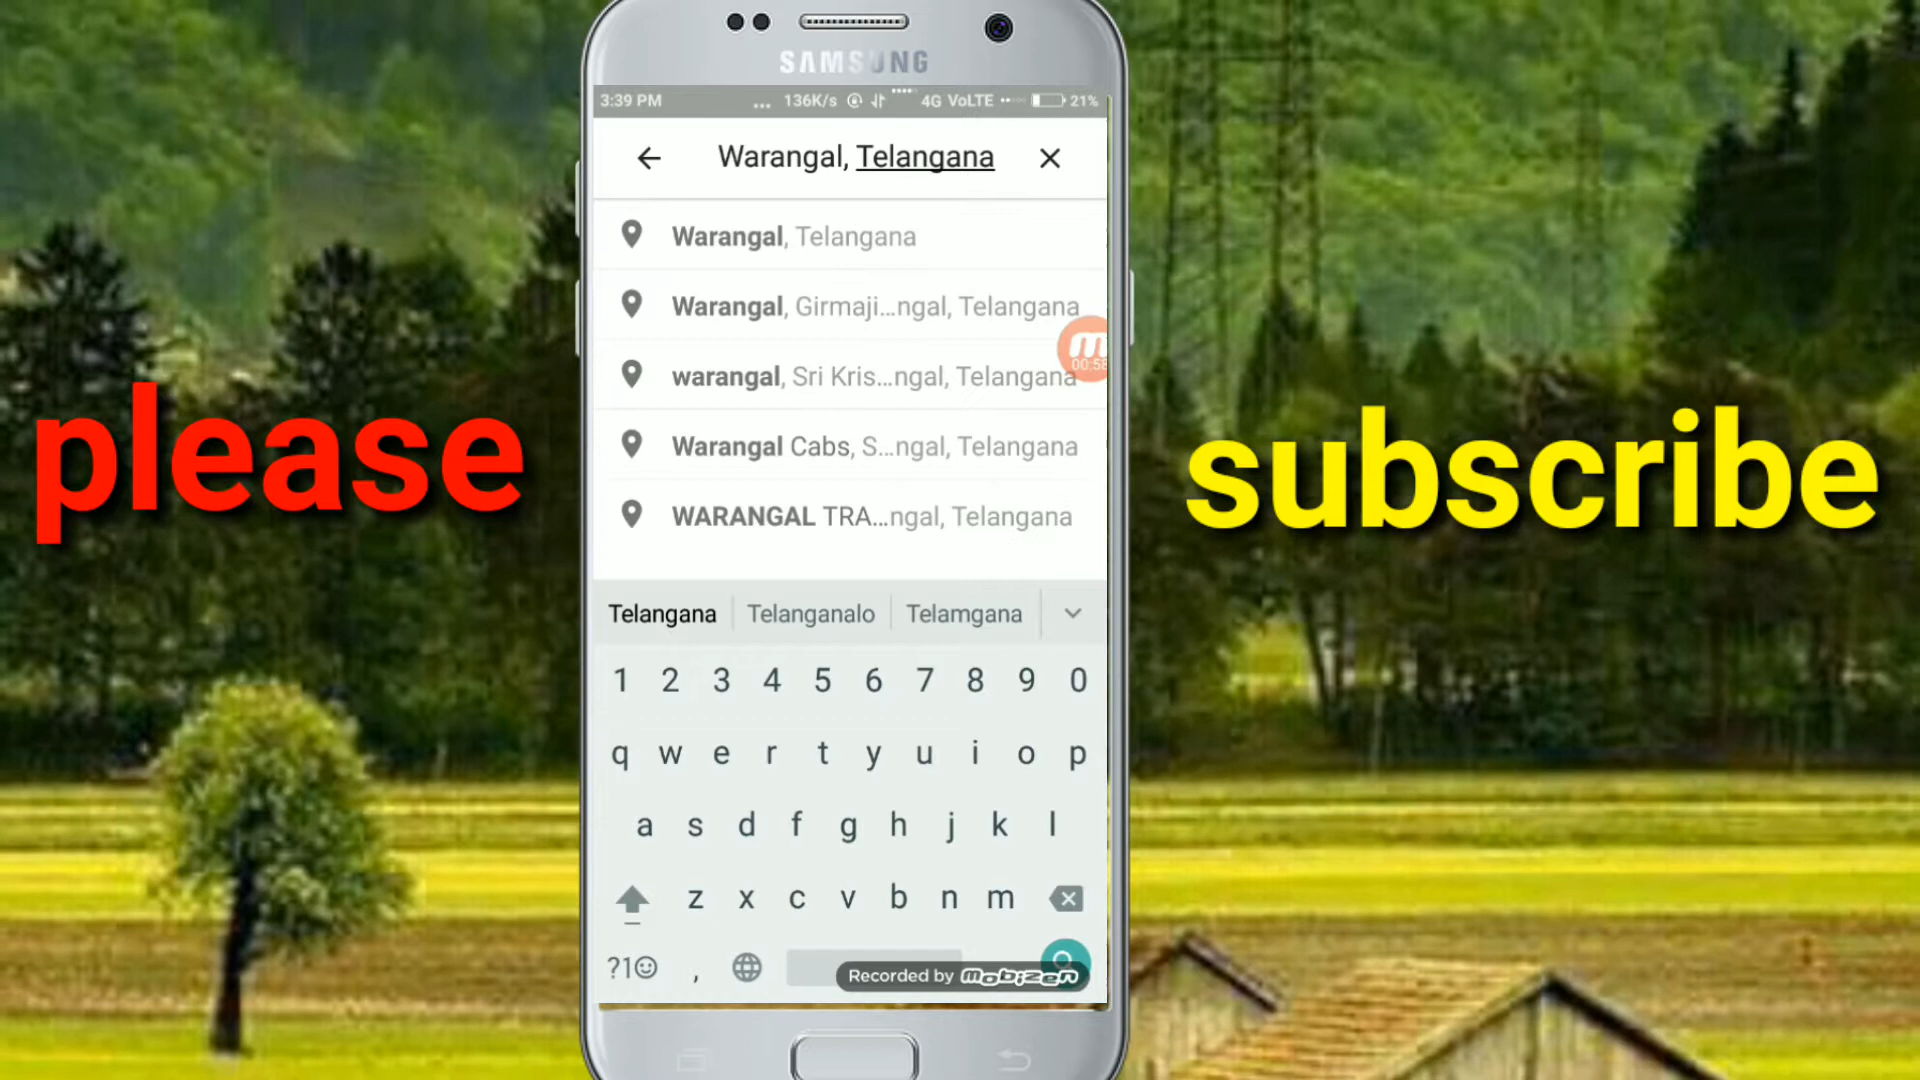 SAMSUNG
3:39 PM ... 136K/s 4G VoLTE 21%
Warangal, Telangana
Warangal, Telangana
Warangal, Girmaji...ngal, Telangana
00:58
warangal, Sri Kris...ngal, Telangana
Warangal Cabs, S...ngal, Telangana
WARANGAL TRA...ngal, Telangana
please
subscribe
Telangana Telanganalo Telamgana
1 2 3 4 5 6 7 8 9 0
q w e r t y u i o p
a s d f g h j k l
z x c v b n m
?1☺ ,
Recorded by mobizen